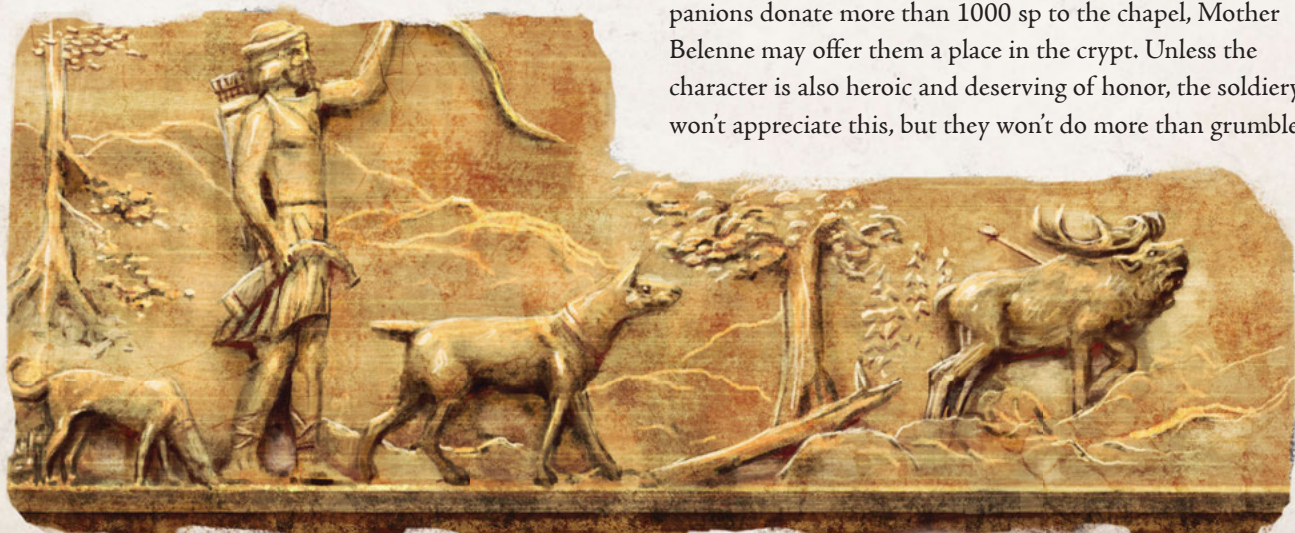 panions donate more than 1000 sp to the chapel, Mother
Belenne may offer them a place in the crypt. Unless the
character is also heroic and deserving of honor, the soldiery
won’t appreciate this, but they won’t do more than grumble